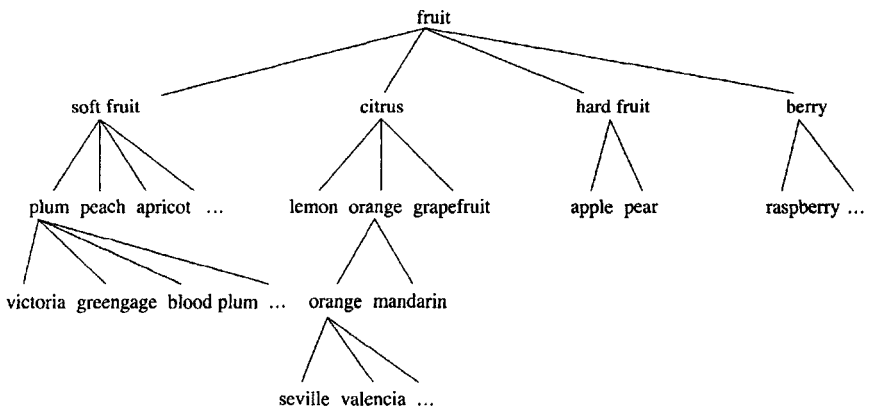 fruit
soft fruit citrus hard fruit berry
plum peach apricot ... lemon orange grapefruit apple pear raspberry ...
victoria greengage blood plum ... orange mandarin
seville valencia ...